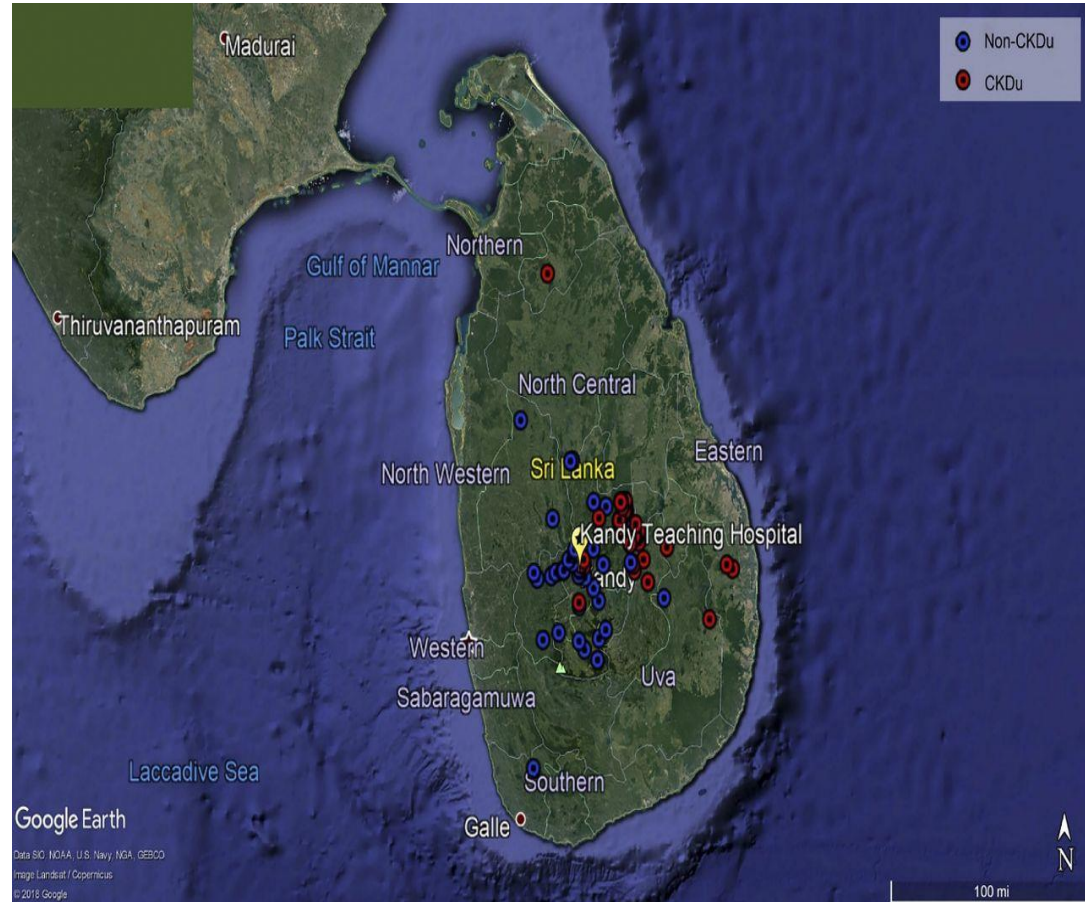 Madurai
Non-CKDu
CKDu
Northern
Gulf of Mannar
Thiruvananthapuram
Palk Strait
North Central
Eastern
North Western
Sri Lanka
Kandy Teaching Hospital
andy
Western
Uva
Sabaragamuwa
Laccadive Sea
Southern
Google Earth
Galle
N
Data SIO, NOAA, U.S. Navy, NGA, GEBCO
Image Landsat / Copernicus
© 2018 Google
100 mi